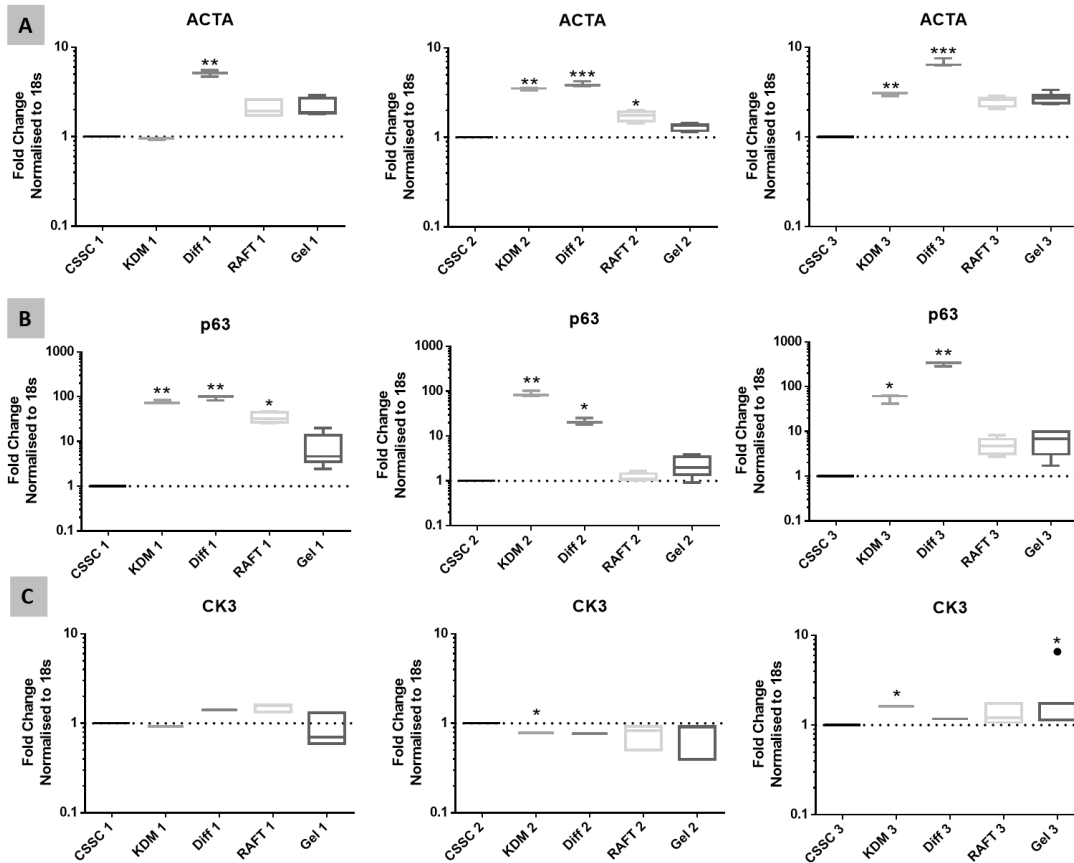 A
ACTA
ACTA
ACTA
Fold Change
Normalised to 18s
10
1
0.1
CSSC 1
KDM 1
Diff 1
RAFT 1
Gel 1
**
Fold Change
Normalised to 18s
10
1
0.1
CSSC 2
KDM 2
Diff 2
RAFT 2
Gel 2
**
***
*
Fold Change
Normalised to 18s
10
1
0.1
CSSC 3
KDM 3
Diff 3
RAFT 3
Gel 3
**
***
B
p63
p63
p63
Fold Change
Normalised to 18s
1000
100
10
1
0.1
CSSC 1
KDM 1
Diff 1
RAFT 1
Gel 1
**
**
*
Fold Change
Normalised to 18s
1000
100
10
1
0.1
CSSC 2
KDM 2
Diff 2
RAFT 2
Gel 2
**
*
Fold Change
Normalised to 18s
1000
100
10
1
0.1
CSSC 3
KDM 3
Diff 3
RAFT 3
Gel 3
*
**
C
CK3
CK3
CK3
Fold Change
Normalised to 18s
10
1
0.1
CSSC 1
KDM 1
Diff 1
RAFT 1
Gel 1
Fold Change
Normalised to 18s
10
1
0.1
CSSC 2
KDM 2
Diff 2
RAFT 2
Gel 2
*
Fold Change
Normalised to 18s
10
1
0.1
CSSC 3
KDM 3
Diff 3
RAFT 3
Gel 3
*
*